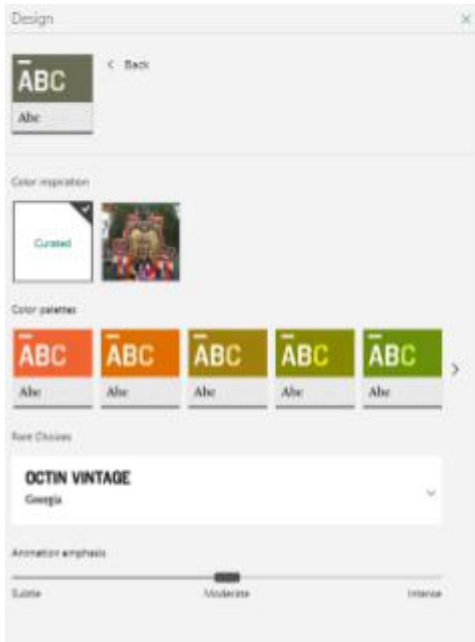 Design
ABC
< Back
Abc
Color inspiration
Curated
Color palettes
ABC ABC ABC ABC ABC
Abc Abc Abc Abc Abc
Font Choices
OCTIN VINTAGE
Georgia
Animation emphasis
Subtle Moderate Intense